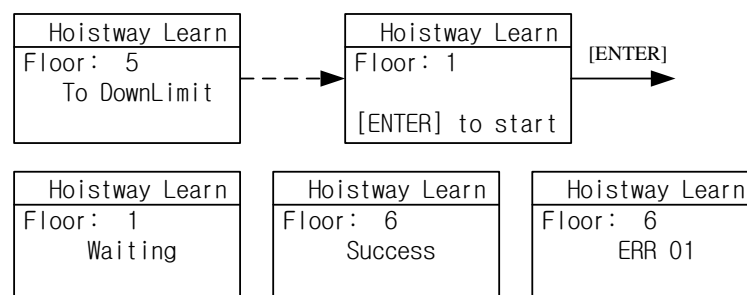 Hoistway Learn
Floor: 5
To DownLimit
Hoistway Learn
Floor: 1
[ENTER] to start
[ENTER]
Hoistway Learn
Floor: 1
Waiting
Hoistway Learn
Floor: 6
Success
Hoistway Learn
Floor: 6
ERR 01